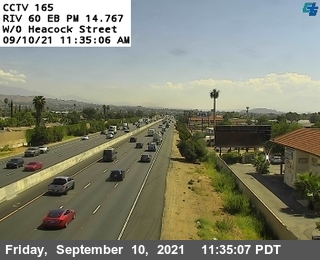 CCTV 165
RIV 60 EB PM 14.767
W/O Heacock Street
09/10/21 11:35:06 AM
Friday, September 10, 2021 11:35:07 PDT